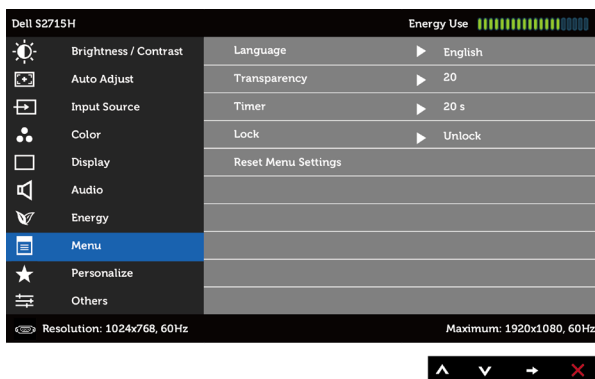 Dell S2715H Energy Use
Brightness / Contrast Language English
Auto Adjust Transparency 20
Input Source Timer 20 s
Color Lock Unlock
Display Reset Menu Settings
Audio
Energy
Menu
Personalize
Others
Resolution: 1024x768, 60Hz Maximum: 1920x1080, 60Hz